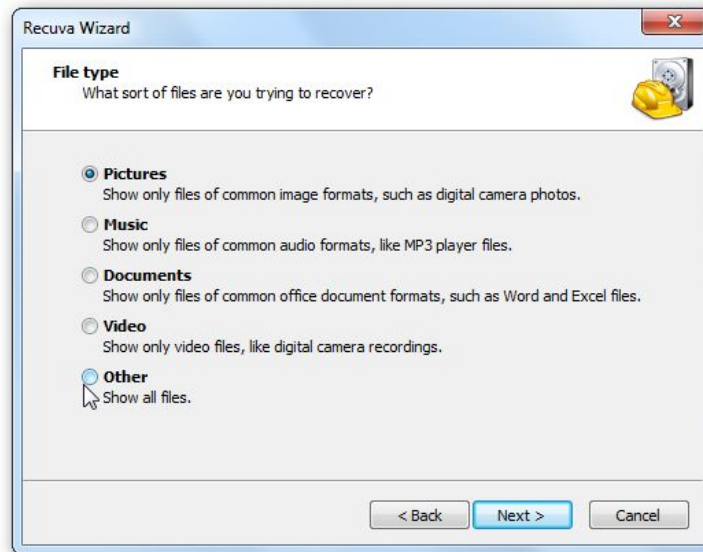 Recuva Wizard
File type
What sort of files are you trying to recover?
Pictures
Show only files of common image formats, such as digital camera photos.
Music
Show only files of common audio formats, like MP3 player files.
Documents
Show only files of common office document formats, such as Word and Excel files.
Video
Show only video files, like digital camera recordings.
Other
Show all files.
< Back Next > Cancel